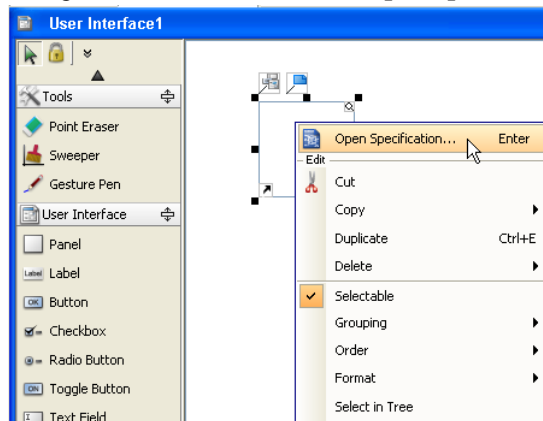 User Interface1
Tools
Point Eraser
Sweeper
Gesture Pen
User Interface
Panel
Label Label
OK Button
Checkbox
Radio Button
ON Toggle Button
Text Field
Open Specification... Enter
Edit
Cut
Copy
Duplicate Ctrl+E
Delete
Selectable
Grouping
Order
Format
Select in Tree